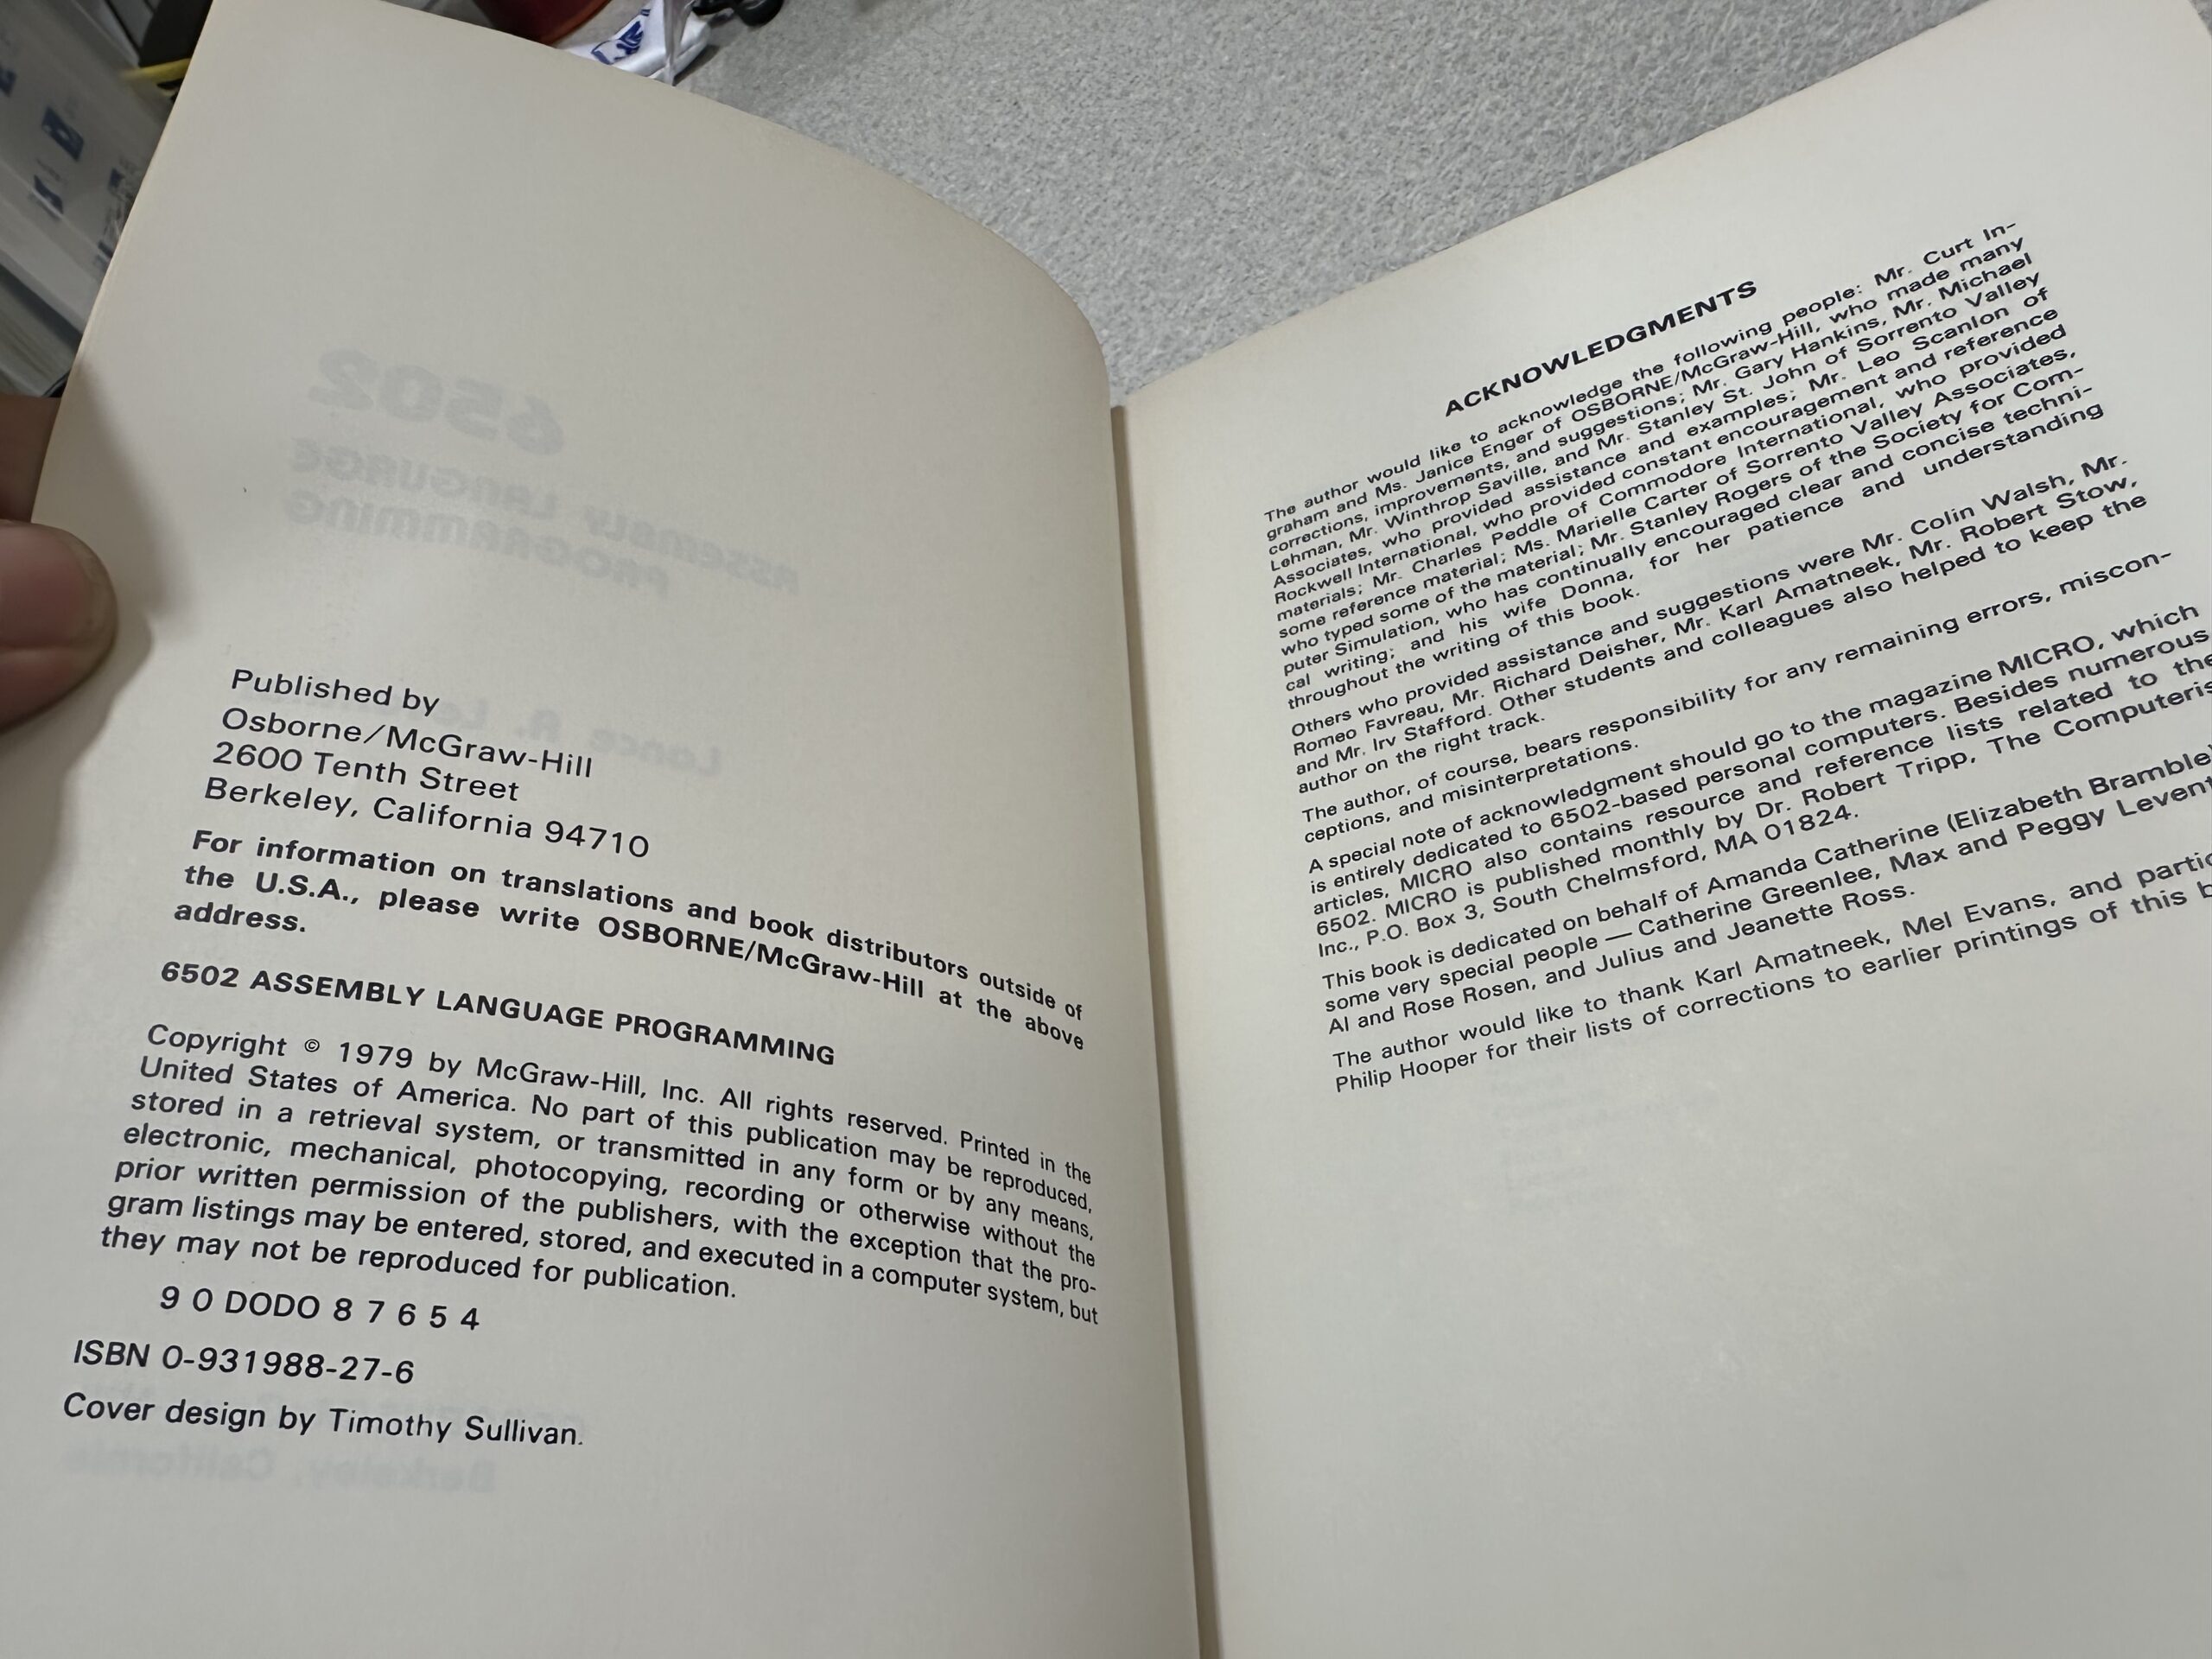 Published by
Osborne/McGraw-Hill
2600 Tenth Street
Berkeley, California 94710
For information on translations and book distributors outside of
the U.S.A., please write OSBORNE/McGraw-Hill at the above
address.
6502 ASSEMBLY LANGUAGE PROGRAMMING
Copyright © 1979 by McGraw-Hill, Inc. All rights reserved. Printed in the
United States of America. No part of this publication may be reproduced,
stored in a retrieval system, or transmitted in any form or by any means,
electronic, mechanical, photocopying, recording or otherwise without the
prior written permission of the publishers, with the exception that the pro-
gram listings may be entered, stored, and executed in a computer system, but
they may not be reproduced for publication.
9 0 DODO 8 7 6 5 4
ISBN 0-931988-27-6
Cover design by Timothy Sullivan.
ACKNOWLEDGMENTS
The author would like to acknowledge the following people: Mr. Curt In-
graham and Ms. Janice Enger of OSBORNE/McGraw-Hill, who made many
corrections, improvements, and suggestions; Mr. Gary Hankins, Mr. Michael
Lehman, Mr. Winthrop Saville, and Mr. Stanley St. John of Sorrento Valley
Associates, who provided assistance and examples; Mr. Leo Scanlon of
Rockwell International, who provided constant encouragement and reference
materials; Mr. Charles Peddle of Commodore International, who provided
some reference material; Ms. Marielle Carter of Sorrento Valley Associates,
who typed some of the material; Mr. Stanley Rogers of the Society for Com-
puter Simulation, who has continually encouraged clear and concise techni-
cal writing; and his wife Donna, for her patience and understanding
throughout the writing of this book.
Others who provided assistance and suggestions were Mr. Colin Walsh, Mr.
Romeo Favreau, Mr. Richard Deisher, Mr. Karl Amatneek, Mr. Robert Stow,
and Mr. Irv Stafford. Other students and colleagues also helped to keep the
author on the right track.
The author, of course, bears responsibility for any remaining errors, miscon-
ceptions, and misinterpretations.
A special note of acknowledgment should go to the magazine MICRO, which
is entirely dedicated to 6502-based personal computers. Besides numerous
articles, MICRO also contains resource and reference lists related to the
6502. MICRO is published monthly by Dr. Robert Tripp, The Computeris
Inc., P.O. Box 3, South Chelmsford, MA 01824.
This book is dedicated on behalf of Amanda Catherine (Elizabeth Bramble)
some very special people — Catherine Greenlee, Max and Peggy Levent
Al and Rose Rosen, and Julius and Jeanette Ross.
The author would like to thank Karl Amatneek, Mel Evans, and partic
Philip Hooper for their lists of corrections to earlier printings of this b